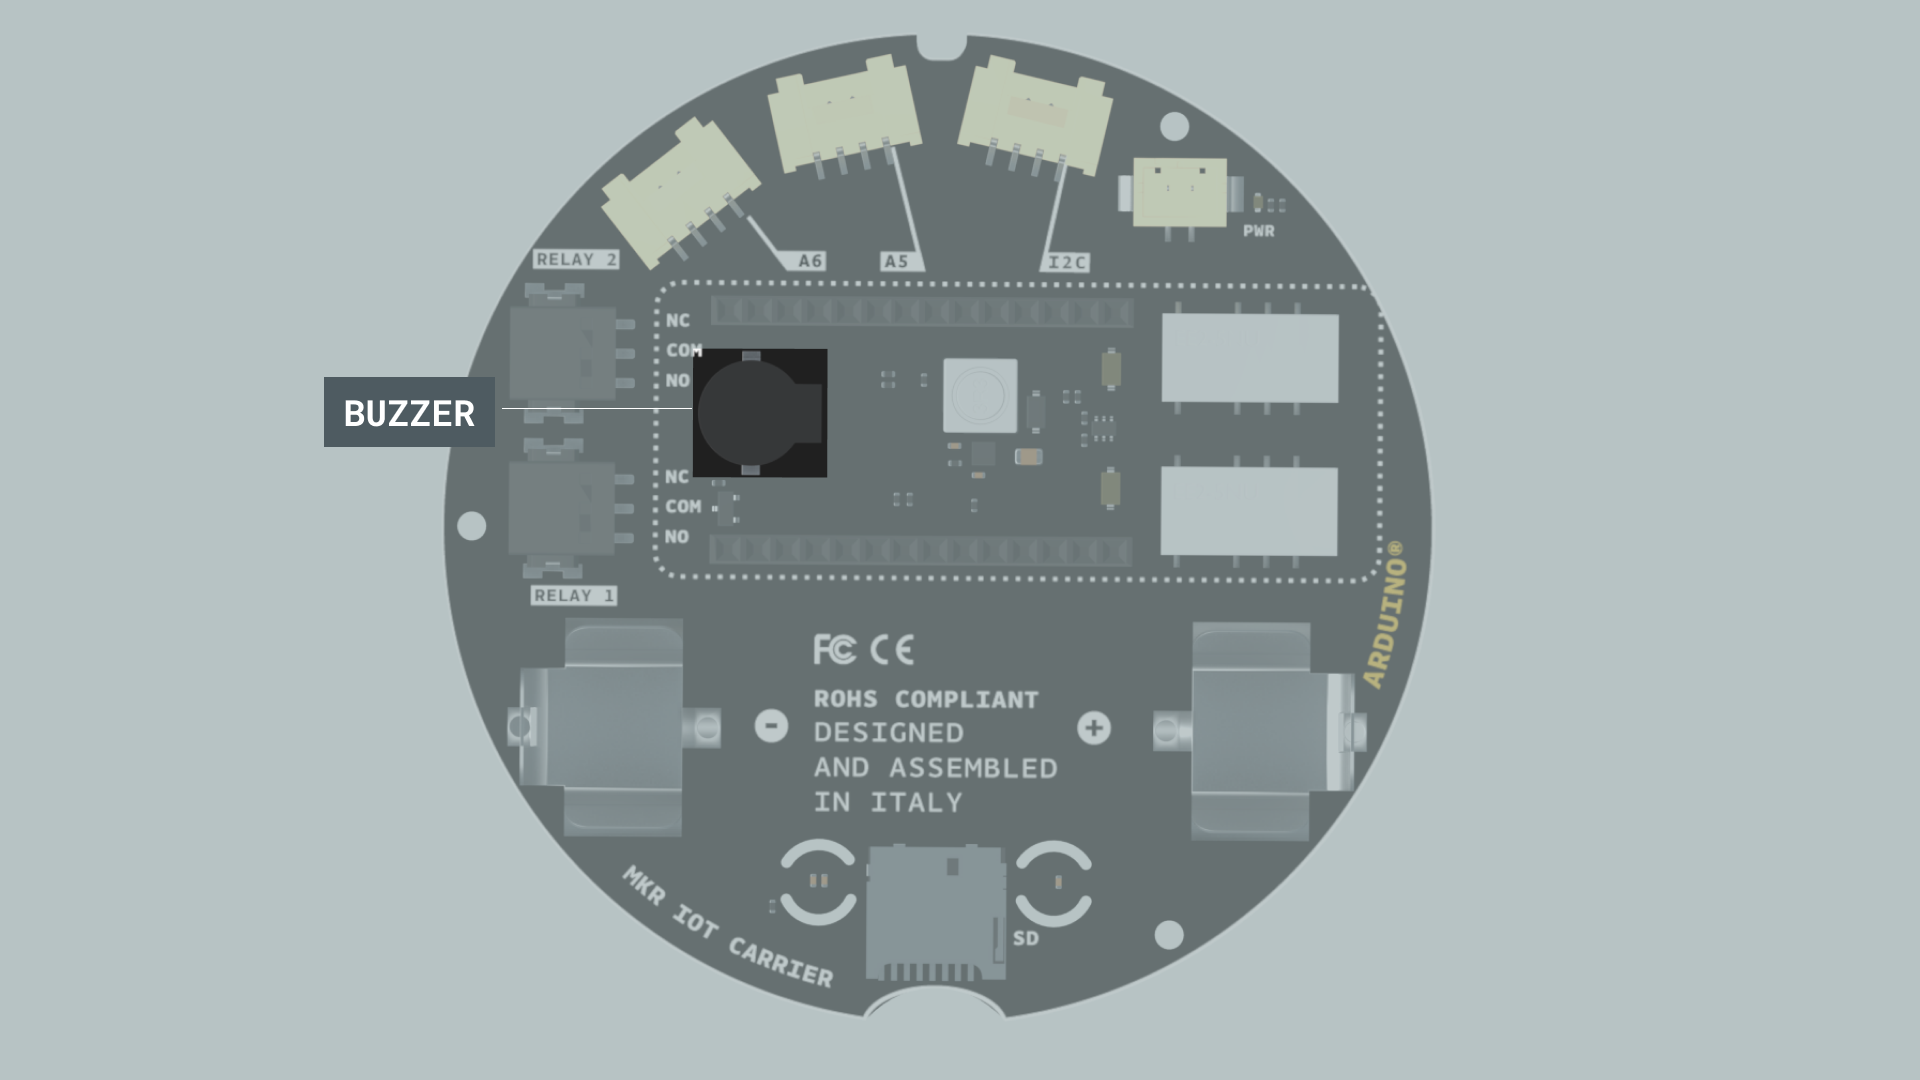 PWR
RELAY 2
A6
A5
I2C
NC
COM
NO
BUZZER
NC
COM
NO
RELAY 1
ARDUINO®
FC CE
ROHS COMPLIANT
DESIGNED
AND ASSEMBLED
IN ITALY
-
+
SD
MKR IOT CARRIER